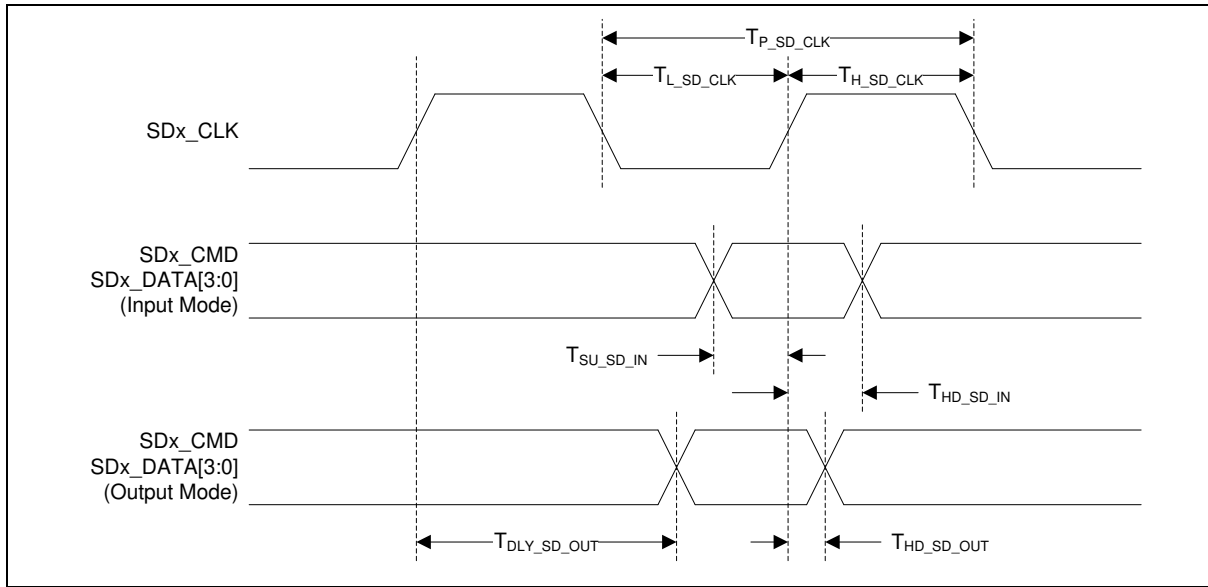 T_P_SD_CLK
T_L_SD_CLK T_H_SD_CLK
SDx_CLK
SDx_CMD
SDx_DATA[3:0]
(Input Mode)
T_SU_SD_IN
T_HD_SD_IN
SDx_CMD
SDx_DATA[3:0]
(Output Mode)
T_DLY_SD_OUT T_HD_SD_OUT